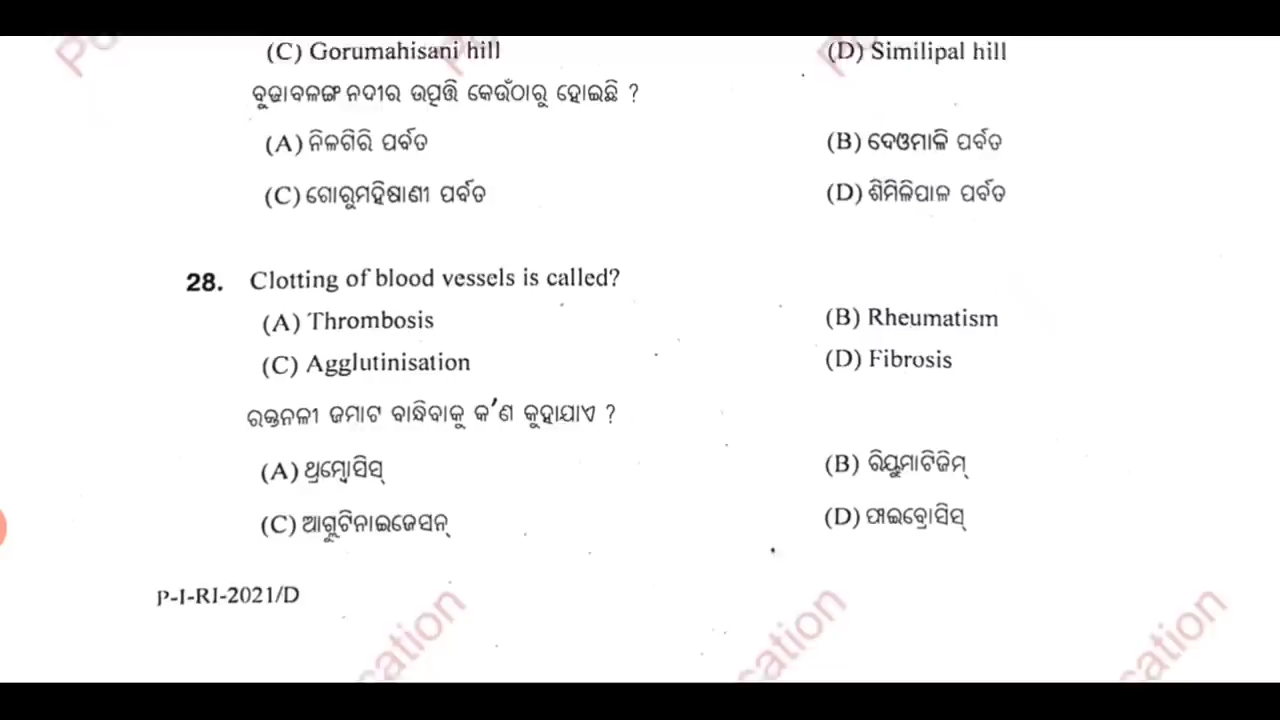 (C) Gorumahisani hill (D) Similipal hill
ବୁଢାବଳଙ୍ଗ ନଦୀର ଉତ୍ପତ୍ତି କେଉଁଠାରୁ ହୋଇଛି ?
(A) ନିଳଗିରି ପର୍ବତ (B) ଦେଓମାଳି ପର୍ବତ
(C) ଗୋରୁମହିଷାଣୀ ପର୍ବତ (D) ଶିମିଳିପାଳ ପର୍ବତ
28. Clotting of blood vessels is called?
(A) Thrombosis (B) Rheumatism
(C) Agglutinisation (D) Fibrosis
ରକ୍ତନଳୀ ଜମାଟ ବାନ୍ଧିବାକୁ କ'ଣ କୁହାଯାଏ ?
(A) ଥ୍ରମ୍ବୋସିସ୍ (B) ରିୟୁମାଟିଜିମ୍
(C) ଆଗ୍ଲୁଟିନାଇଜେସନ୍ (D) ଫାଇବ୍ରୋସିସ୍
P-I-RI-2021/D